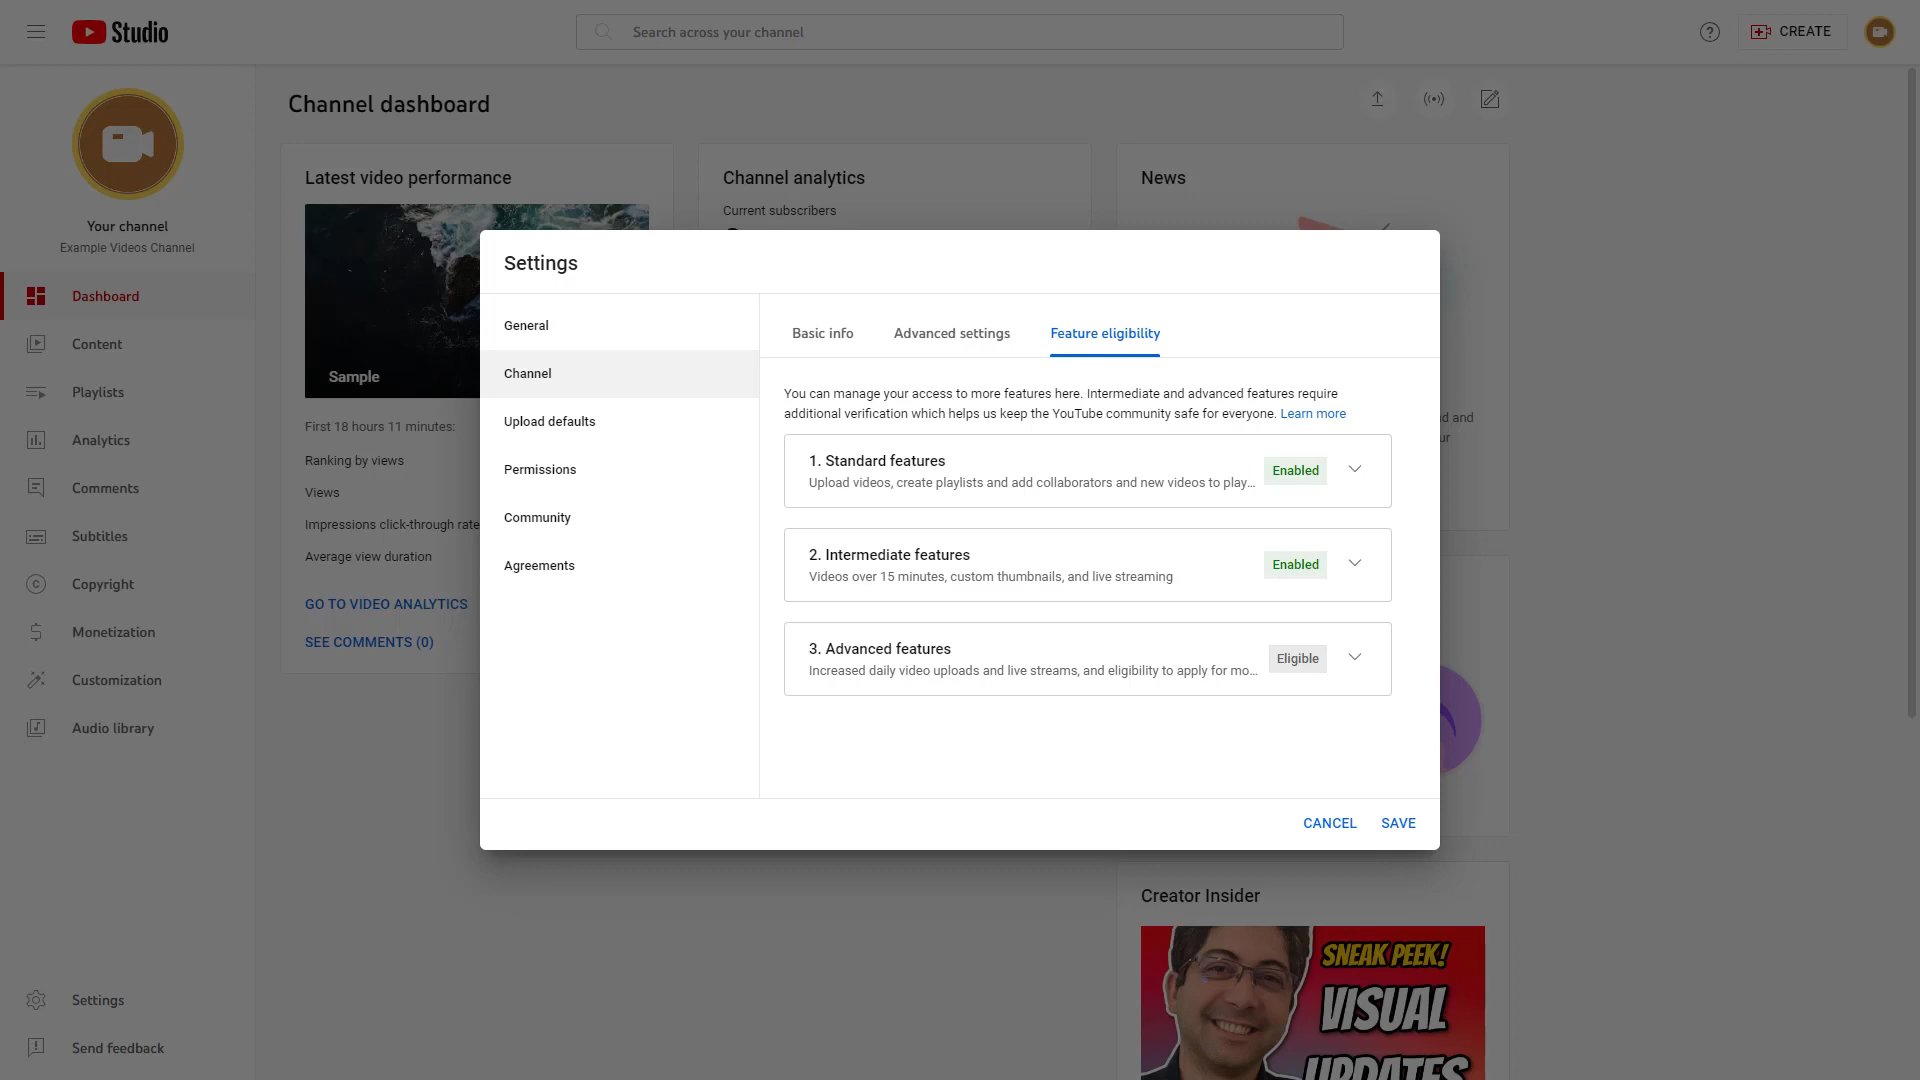 Studio
Search across your channel
CREATE
Your channel
Example Videos Channel
Dashboard
Content
Playlists
Analytics
Comments
Subtitles
Copyright
Monetization
Customization
Audio library
Settings
Send feedback
Channel dashboard
Latest video performance
Sample
First 18 hours 11 minutes:
Ranking by views
Views
Impressions click-through rate
Average view duration
GO TO VIDEO ANALYTICS
SEE COMMENTS (0)
Channel analytics
Current subscribers
News
d and
ur
Settings
General
Channel
Upload defaults
Permissions
Community
Agreements
Basic info
Advanced settings
Feature eligibility
You can manage your access to more features here. Intermediate and advanced features require
additional verification which helps us keep the YouTube community safe for everyone. Learn more
1. Standard features
Upload videos, create playlists and add collaborators and new videos to play...
Enabled
2. Intermediate features
Videos over 15 minutes, custom thumbnails, and live streaming
Enabled
3. Advanced features
Increased daily video uploads and live streams, and eligibility to apply for mo...
Eligible
CANCEL
SAVE
Creator Insider
SNEAK PEEK!
VISUAL
UPDATES